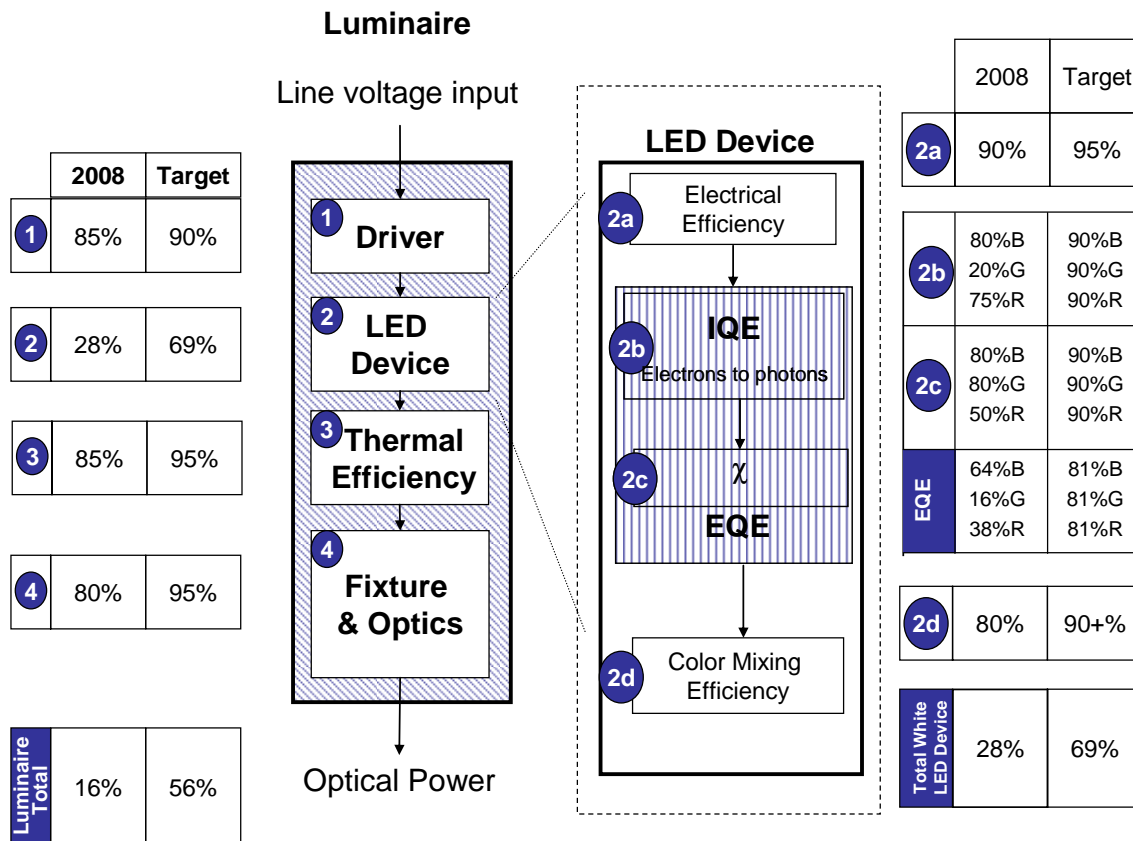 Luminaire
Line voltage input
2008 Target
1 85% 90%
2 28% 69%
3 85% 95%
4 80% 95%
Luminaire
Total
16% 56%
1
Driver
2
LED
Device
3
Thermal
Efficiency
4
Fixture
& Optics
Optical Power
LED Device
2a
Electrical
Efficiency
IQE
2b
Electrons to photons
2c
χ
EQE
2d
Color Mixing
Efficiency
2008 Target
2a 90% 95%
80%B 90%B
2b 20%G 90%G
75%R 90%R
80%B 90%B
2c 80%G 90%G
50%R 90%R
64%B 81%B
EQE 16%G 81%G
38%R 81%R
2d 80% 90+%
Total White
LED Device
28% 69%